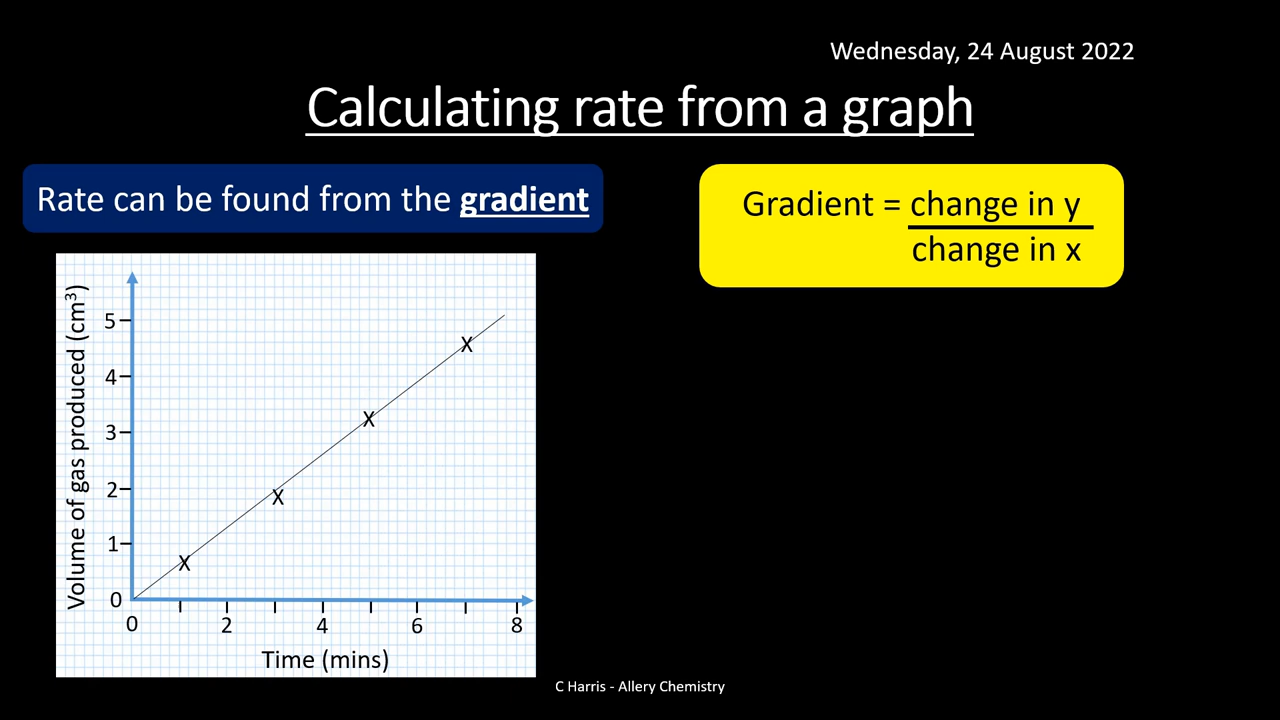 Wednesday, 24 August 2022
Calculating rate from a graph
Rate can be found from the gradient
Gradient = change in y
change in x
Volume of gas produced (cm³)
5
4
3
2
1
0
0 2 4 6 8
X
X
X
X
Time (mins)
C Harris - Allery Chemistry